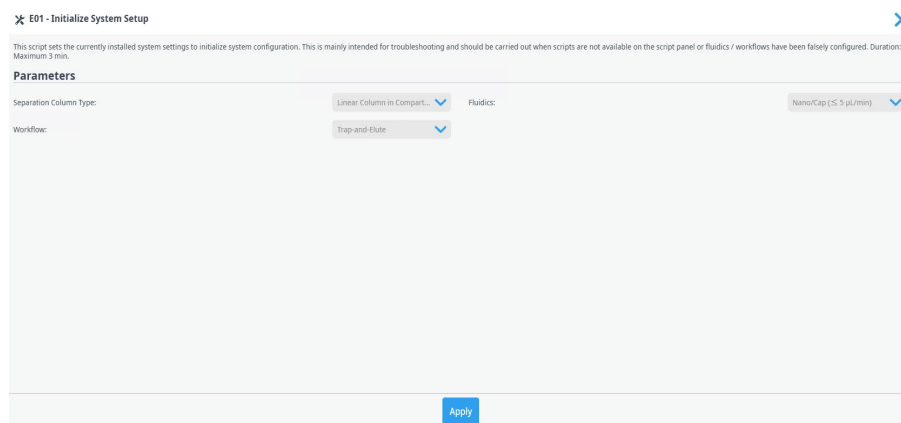 E01 - Initialize System Setup
This script sets the currently installed system settings to initialize system configuration. This is mainly intended for troubleshooting and should be carried out when scripts are not available on the script panel or fluidics / workflows have been falsely configured. Duration:
Maximum 3 min.
Parameters
Separation Column Type: Linear Column in Compart... Fluidics: Nano/Cap (≤ 5 µL/min)
Workflow: Trap-and-Elute
Apply